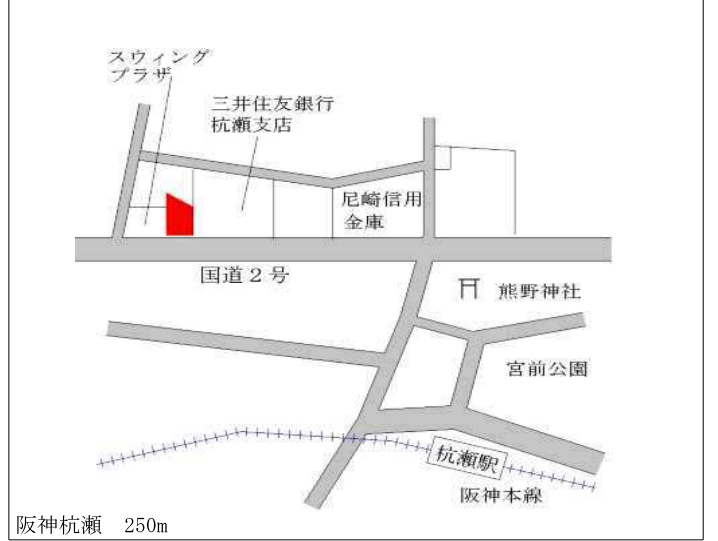 スウィング
プラザ
三井住友銀行
杭瀬支店
尼崎信用
金庫
国道２号
熊野神社
宮前公園
杭瀬駅
阪神本線
阪神杭瀬　250m